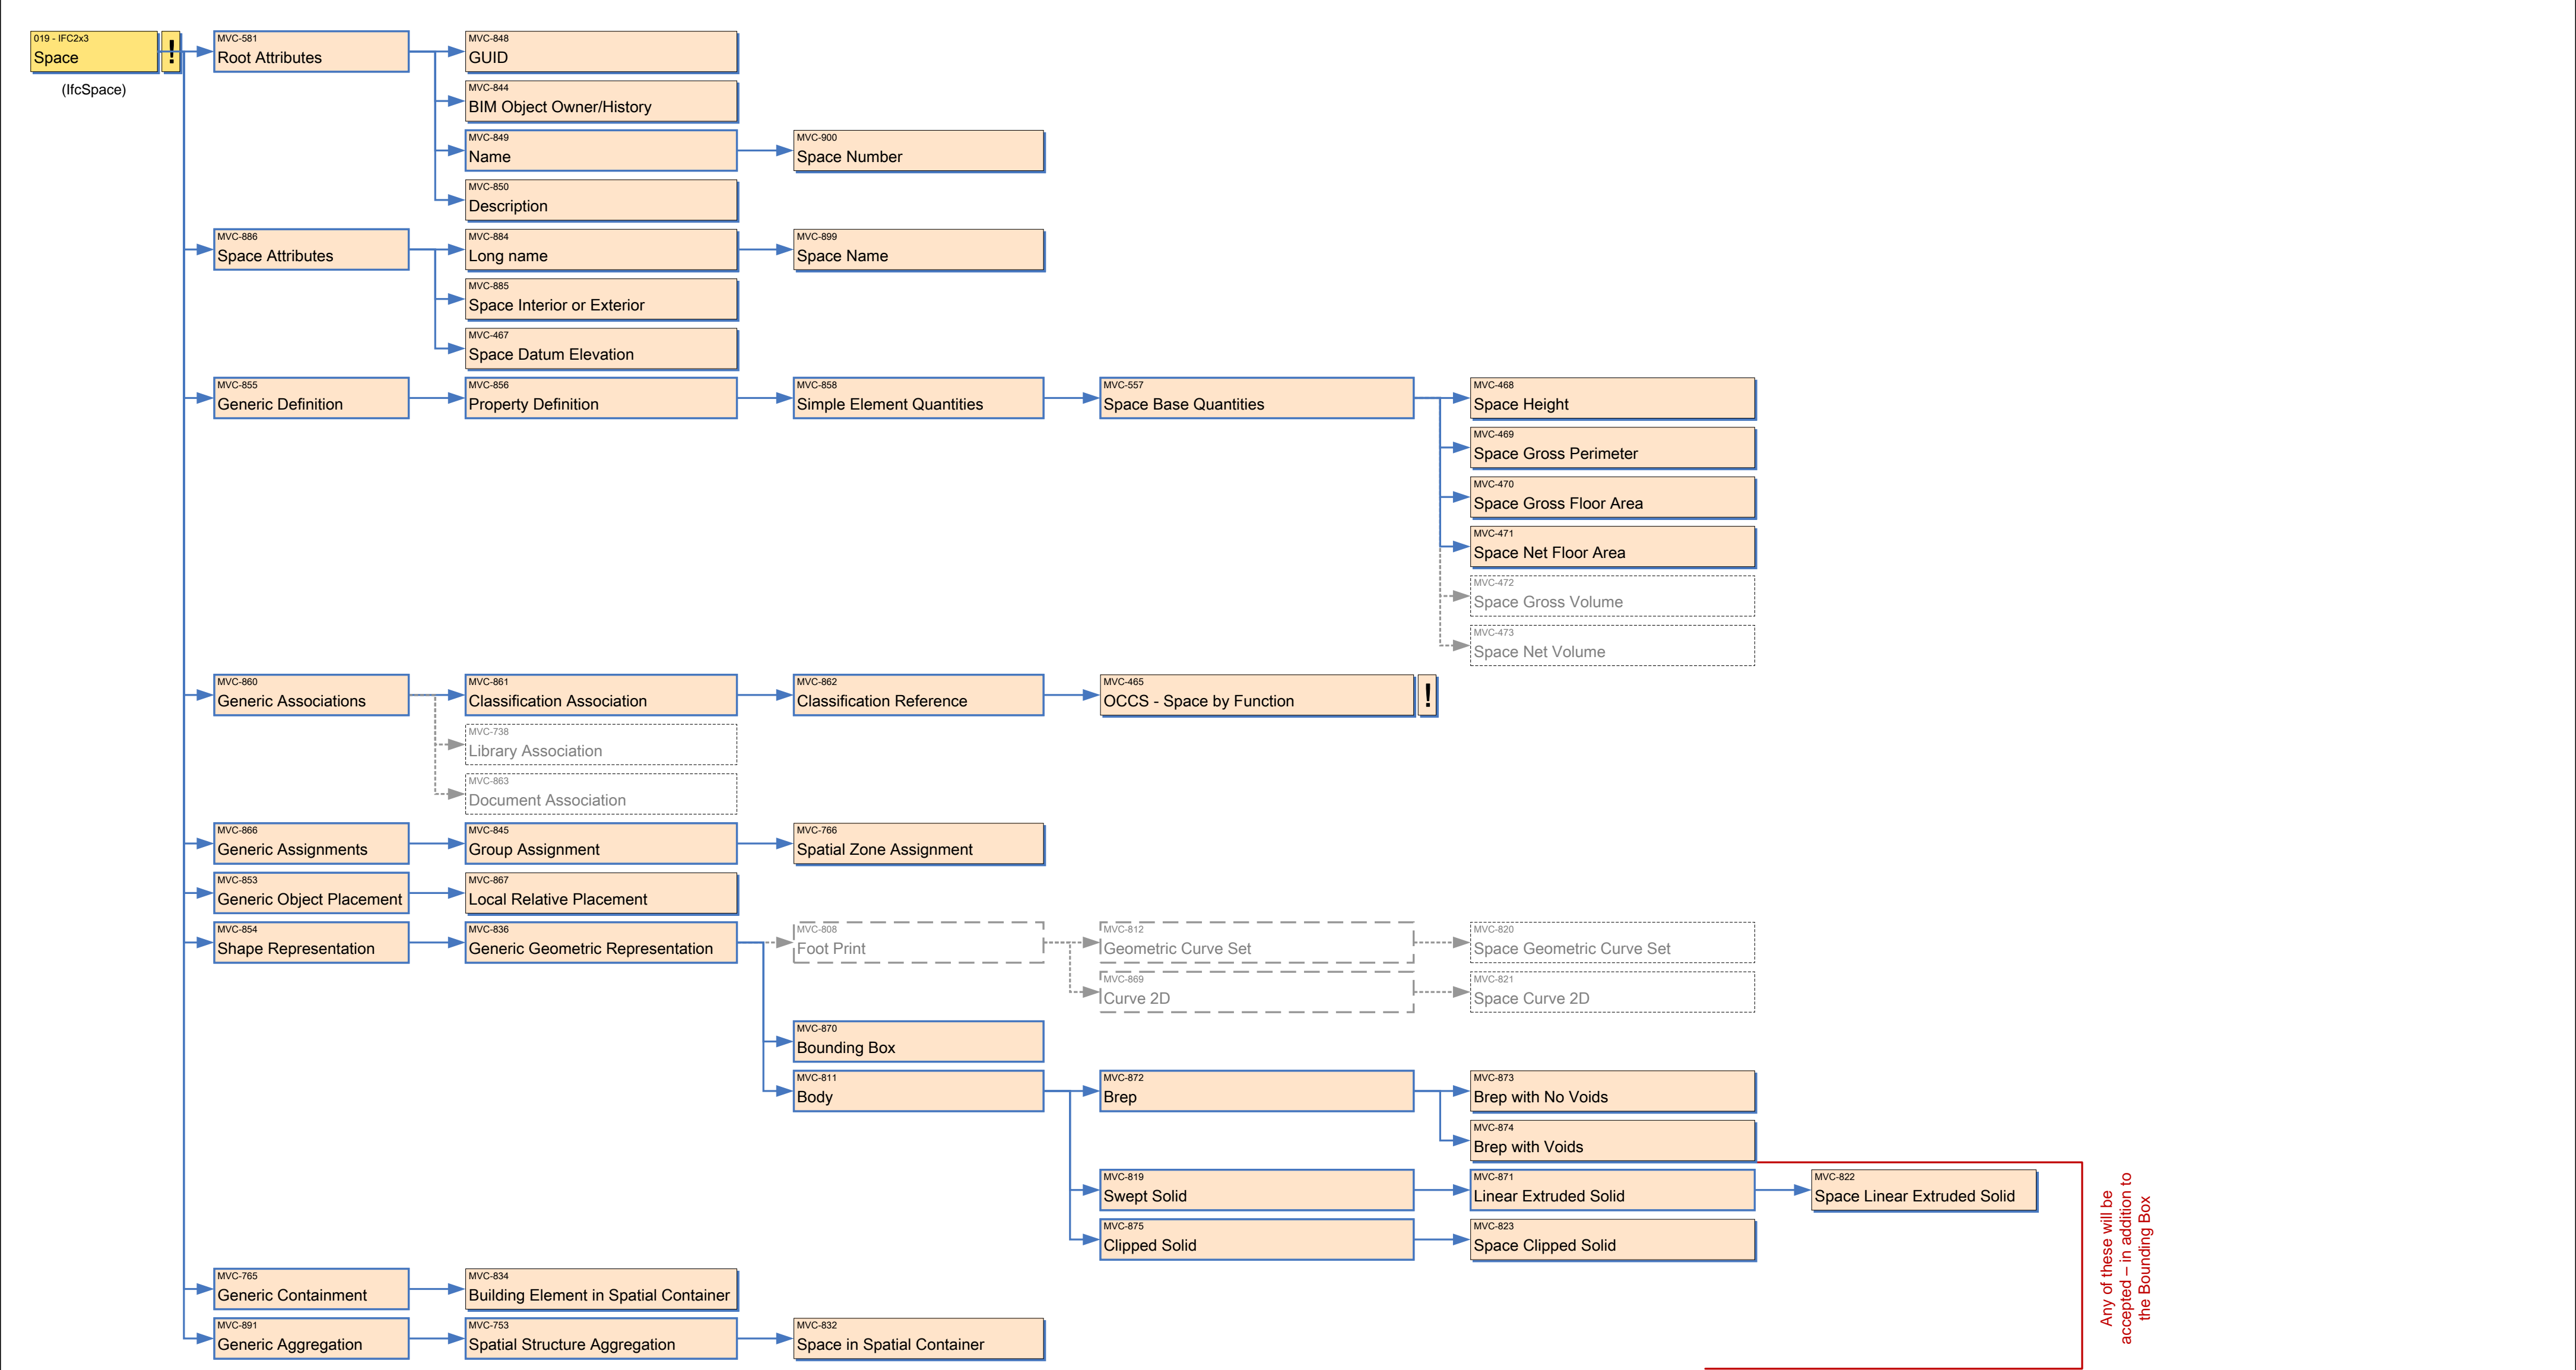 019 - IFC2x3
Space
!
(IfcSpace)
MVC-581
Root Attributes
MVC-848
GUID
MVC-844
BIM Object Owner/History
MVC-849
Name
MVC-900
Space Number
MVC-850
Description
MVC-886
Space Attributes
MVC-884
Long name
MVC-899
Space Name
MVC-885
Space Interior or Exterior
MVC-467
Space Datum Elevation
MVC-855
Generic Definition
MVC-856
Property Definition
MVC-858
Simple Element Quantities
MVC-557
Space Base Quantities
MVC-468
Space Height
MVC-469
Space Gross Perimeter
MVC-470
Space Gross Floor Area
MVC-471
Space Net Floor Area
MVC-472
Space Gross Volume
MVC-473
Space Net Volume
MVC-860
Generic Associations
MVC-861
Classification Association
MVC-862
Classification Reference
MVC-465
OCCS - Space by Function
!
MVC-738
Library Association
MVC-863
Document Association
MVC-866
Generic Assignments
MVC-845
Group Assignment
MVC-766
Spatial Zone Assignment
MVC-853
Generic Object Placement
MVC-867
Local Relative Placement
MVC-854
Shape Representation
MVC-836
Generic Geometric Representation
MVC-808
Foot Print
MVC-812
Geometric Curve Set
MVC-820
Space Geometric Curve Set
MVC-869
Curve 2D
MVC-821
Space Curve 2D
MVC-870
Bounding Box
MVC-811
Body
MVC-872
Brep
MVC-873
Brep with No Voids
MVC-874
Brep with Voids
MVC-819
Swept Solid
MVC-871
Linear Extruded Solid
MVC-822
Space Linear Extruded Solid
MVC-875
Clipped Solid
MVC-823
Space Clipped Solid
Any of these will be
accepted – in addition to
the Bounding Box
MVC-765
Generic Containment
MVC-834
Building Element in Spatial Container
MVC-891
Generic Aggregation
MVC-753
Spatial Structure Aggregation
MVC-832
Space in Spatial Container